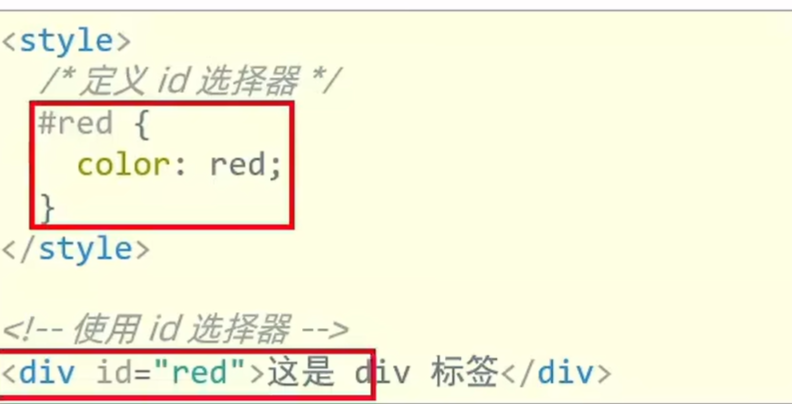 <style>
/* 定义 id 选择器 */
#red {
color: red;
}
</style>
<!-- 使用 id 选择器 -->
<div id="red">这是 div 标签</div>